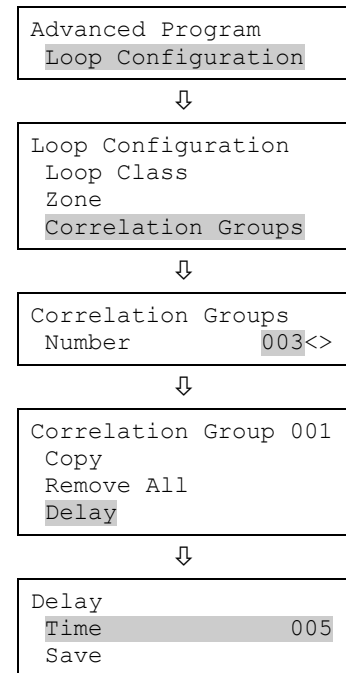 Advanced Program
Loop Configuration
⇩
Loop Configuration
Loop Class
Zone
Correlation Groups
⇩
Correlation Groups
Number 003<>
⇩
Correlation Group 001
Copy
Remove All
Delay
⇩
Delay
Time 005
Save